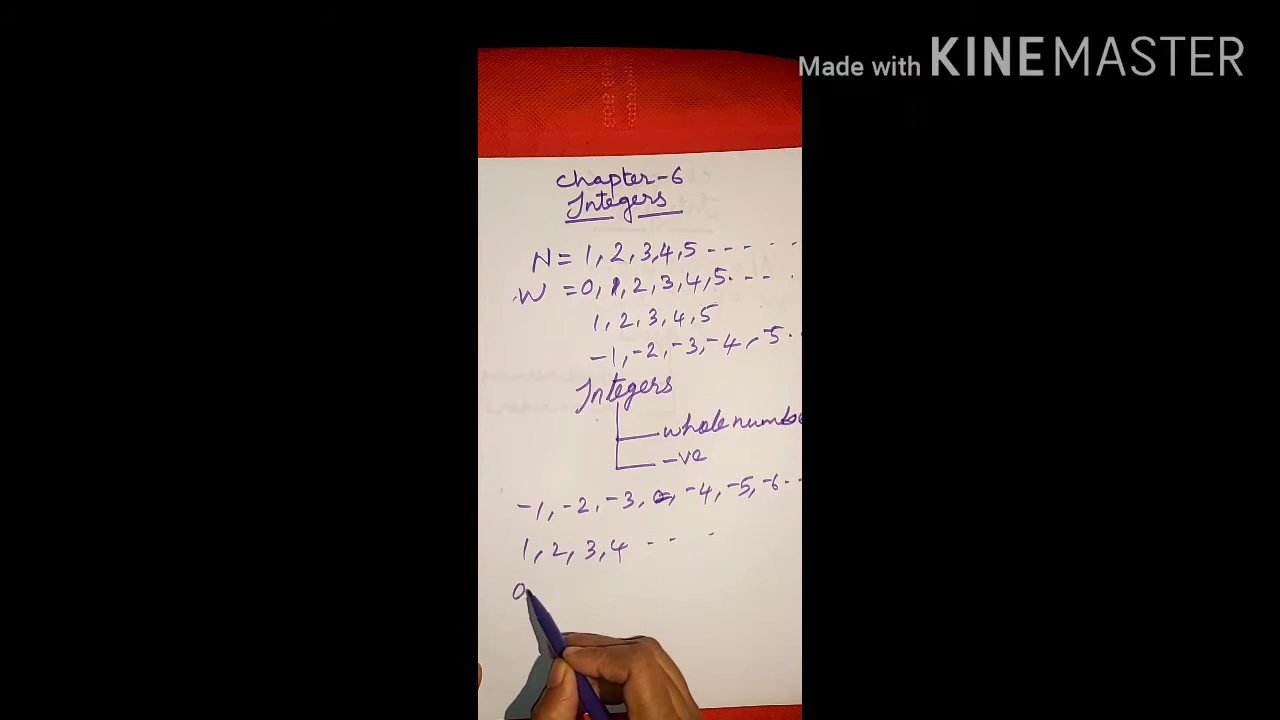 Made with KINEMASTER
Chapter-6
Integers
N = 1, 2, 3, 4, 5 - - - - - -
W = 0, 1, 2, 3, 4, 5 - - - .
1, 2, 3, 4, 5
-1, -2, -3, -4, -5 . .
Integers
whole numbe
-ve
-1, -2, -3, -4, -5, -6 . .
1, 2, 3, 4 - - -
0